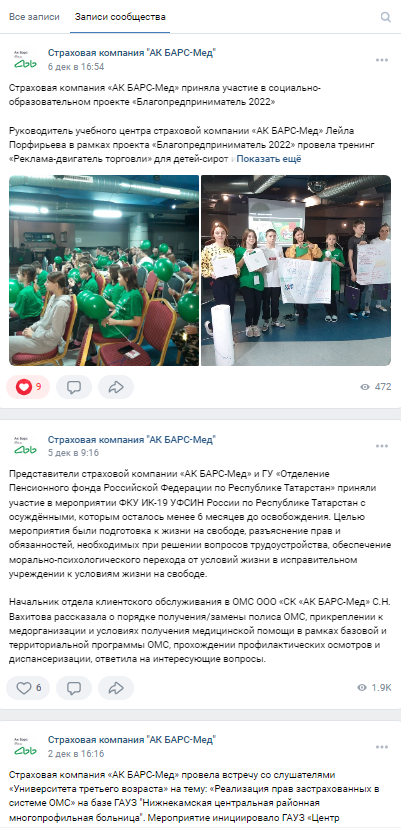 Все записи Записи сообщества
Ак Барс
Мед
Страховая компания "АК БАРС-Мед"
6 дек в 16:54
Страховая компания «АК БАРС-Мед» приняла участие в социально-
образовательном проекте «Благопредприниматель 2022»
Руководитель учебного центра страховой компании «АК БАРС-Мед» Лейла
Порфирьева в рамках проекта «Благопредприниматель 2022» провела тренинг
«Реклама-двигатель торговли» для детей-сирот и Показать ещё
9
472
Ак Барс
Мед
Страховая компания "АК БАРС-Мед"
5 дек в 9:16
Представители страховой компании «АК БАРС-Мед» и ГУ «Отделение
Пенсионного фонда Российской Федерации по Республике Татарстан» приняли
участие в мероприятии ФКУ ИК-19 УФСИН России по Республике Татарстан с
осуждёнными, которым осталось менее 6 месяцев до освобождения. Целью
мероприятия были подготовка к жизни на свободе, разъяснение прав и
обязанностей, необходимых при решении вопросов трудоустройства, обеспечение
морально-психологического перехода от условий жизни в исправительном
учреждении к условиям жизни на свободе.
Начальник отдела клиентского обслуживания в ОМС ООО «СК «АК БАРС-Мед» С.Н.
Вахитова рассказала о порядке получения/замены полиса ОМС, прикреплении к
медорганизации и условиях получения медицинской помощи в рамках базовой и
территориальной программы ОМС, прохождении профилактических осмотров и
диспансеризации, ответила на интересующие вопросы.
6
1.9K
Ак Барс
Мед
Страховая компания "АК БАРС-Мед"
2 дек в 16:16
Страховая компания «АК БАРС-Мед» провела встречу со слушателями
«Университета третьего возраста» на тему: «Реализация прав застрахованных в
системе ОМС» на базе ГАУЗ "Нижнекамская центральная районная
многопрофильная больница". Мероприятие инициировало ГАУЗ «Центр